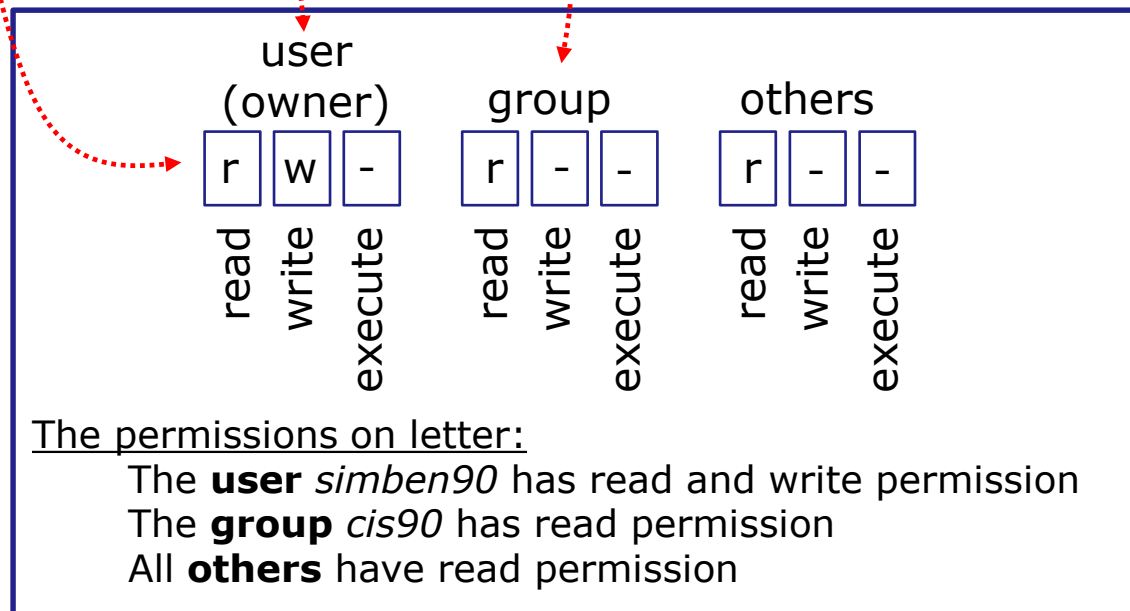 user
(owner) group others
r w - r - - r - -
read write execute read write execute read write execute
The permissions on letter:
The user simben90 has read and write permission
The group cis90 has read permission
All others have read permission